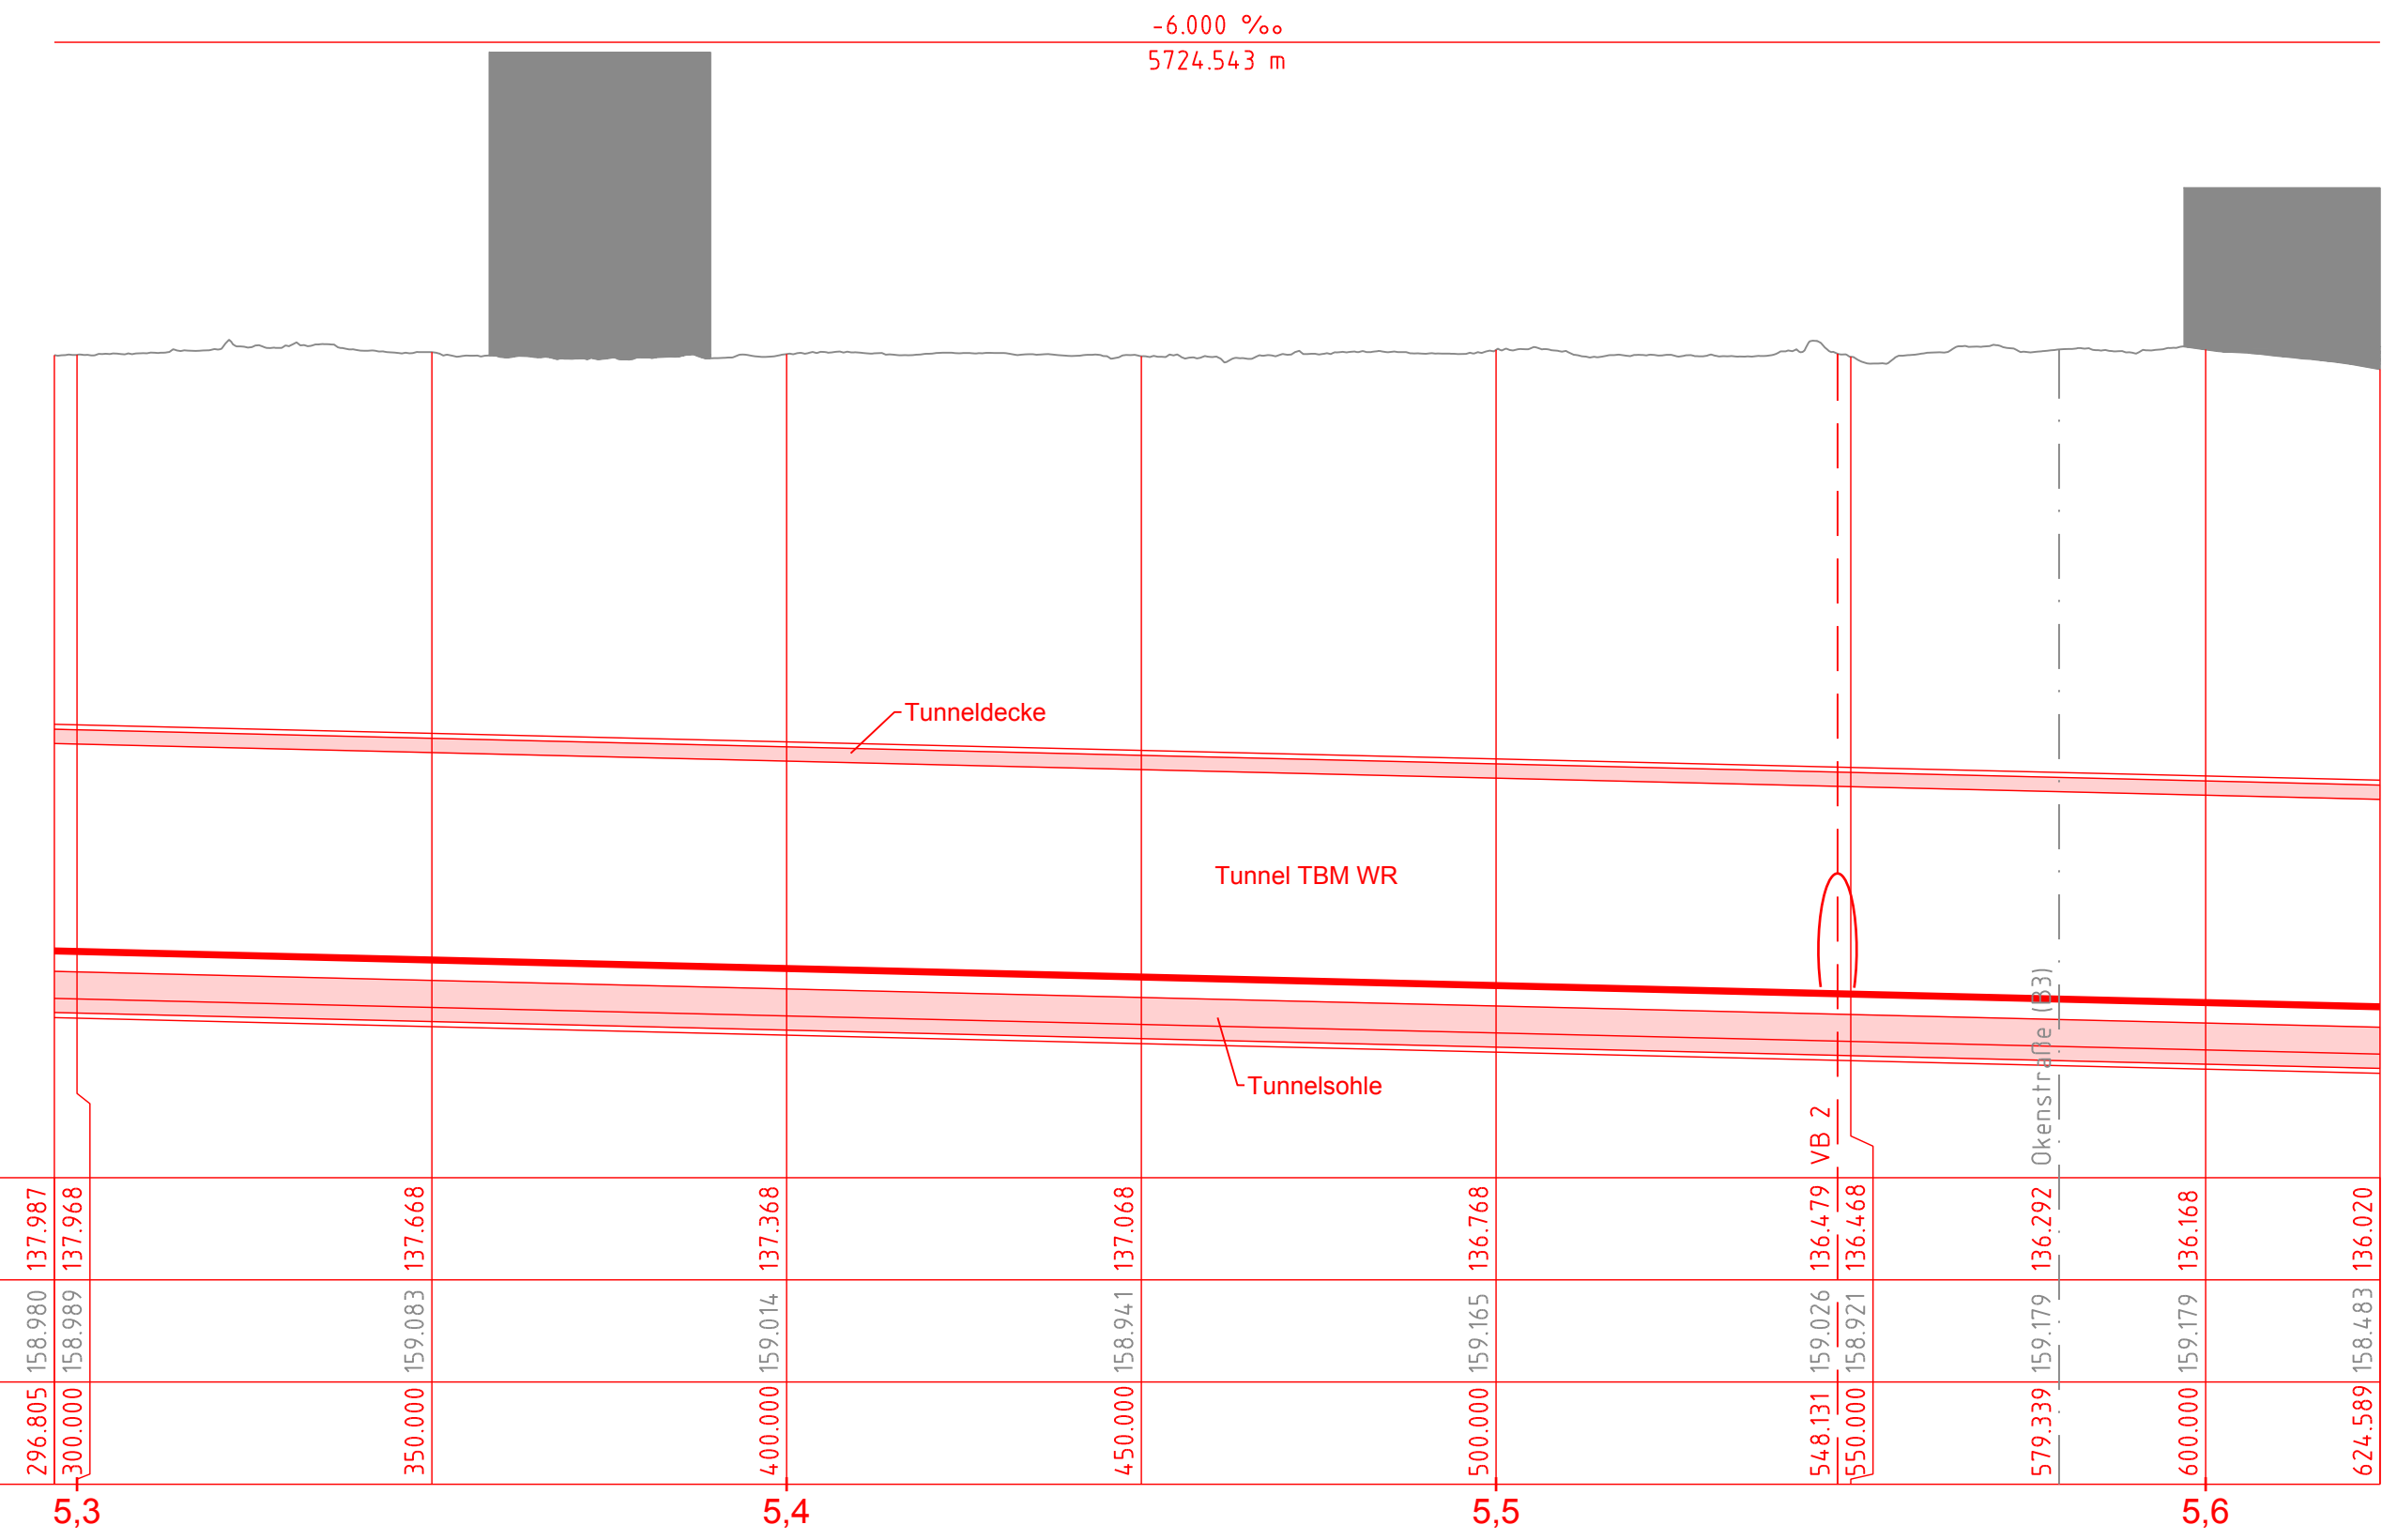 -6.000 ‰
5724.543 m
Tunneldecke
Tunnel TBM WR
Tunnelsohle
VB 2
Okenstraße (B3)
137.987 137.968 137.668 137.368 137.068 136.768 136.479 136.468 136.292 136.168 136.020
158.980 158.989 159.083 159.014 158.941 159.165 159.026 158.921 159.179 159.179 158.483
296.805 300.000 350.000 400.000 450.000 500.000 548.131 550.000 579.339 600.000 624.589
5,3 5,4 5,5 5,6